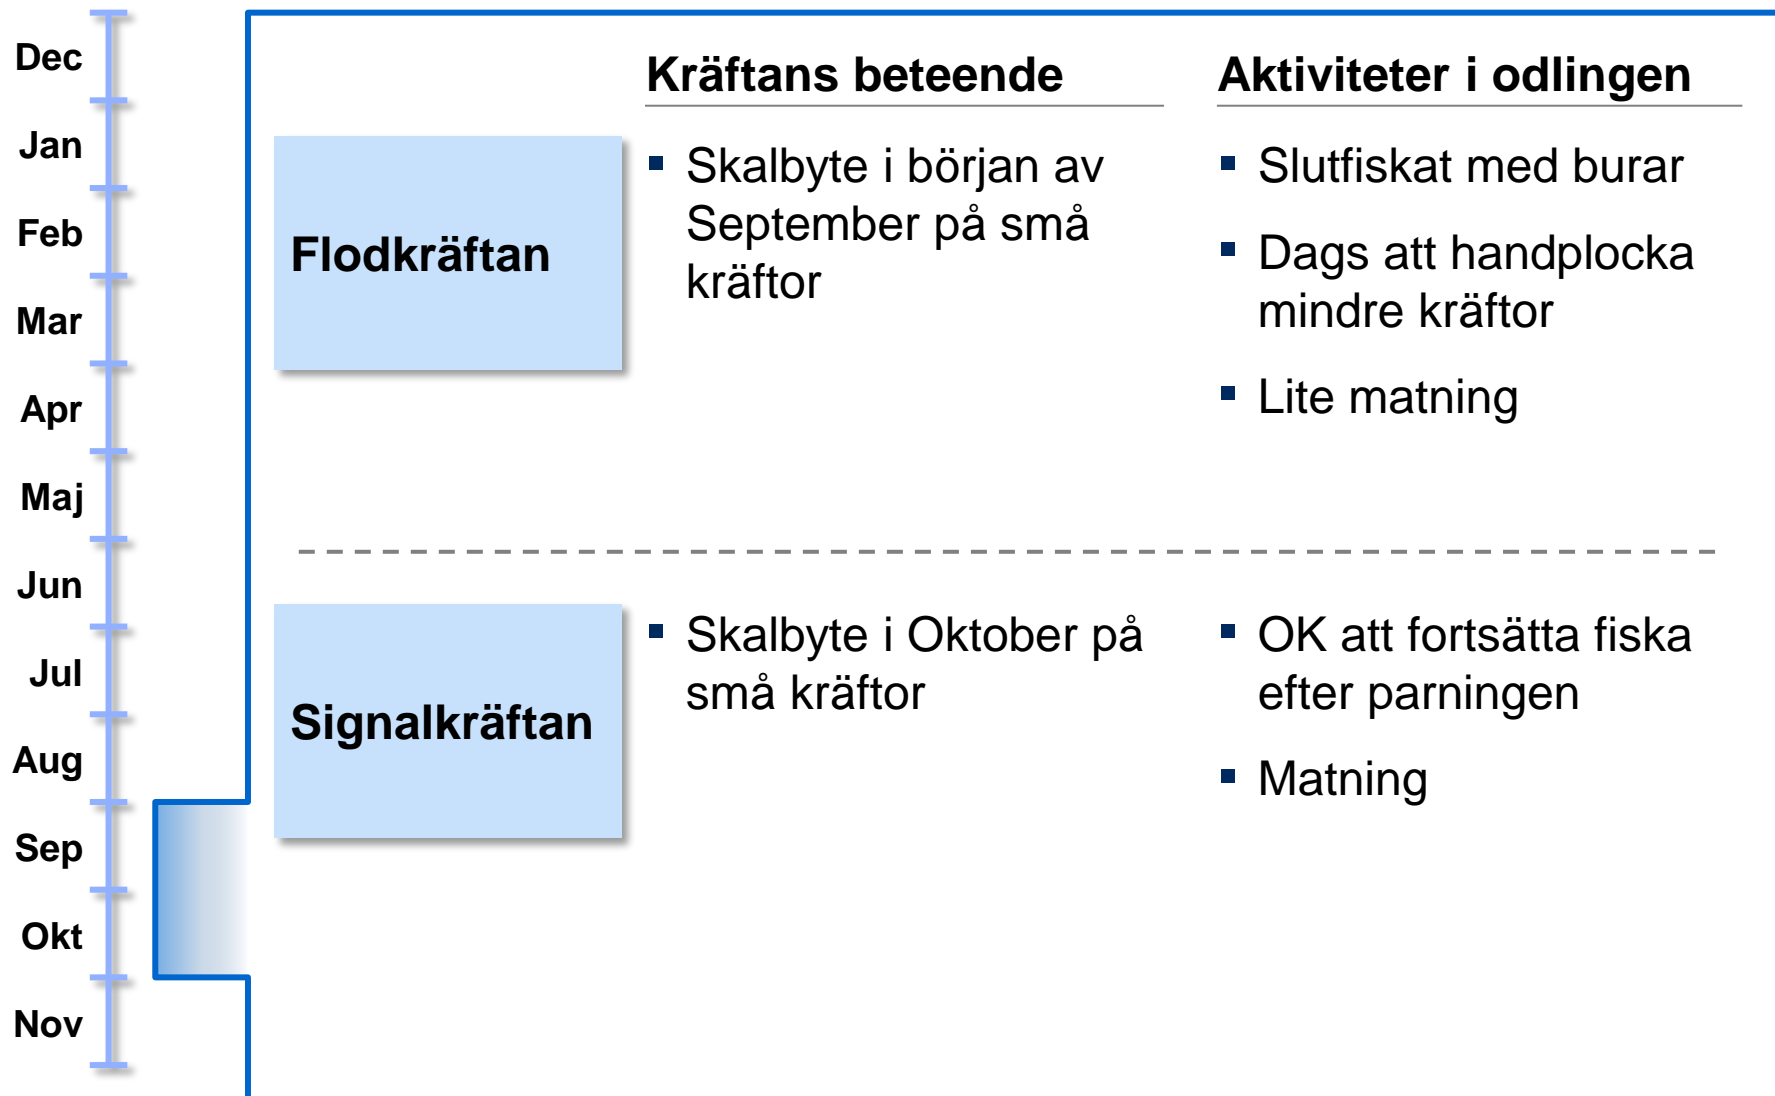 Dec
Jan
Feb
Mar
Apr
Maj
Jun
Jul
Aug
Sep
Okt
Nov
Kräftans beteende
Aktiviteter i odlingen
Flodkräftan
▪ Skalbyte i början av
September på små
kräftor
▪ Slutfiskat med burar
▪ Dags att handplocka
mindre kräftor
▪ Lite matning
Signalkräftan
▪ Skalbyte i Oktober på
små kräftor
▪ OK att fortsätta fiska
efter parningen
▪ Matning